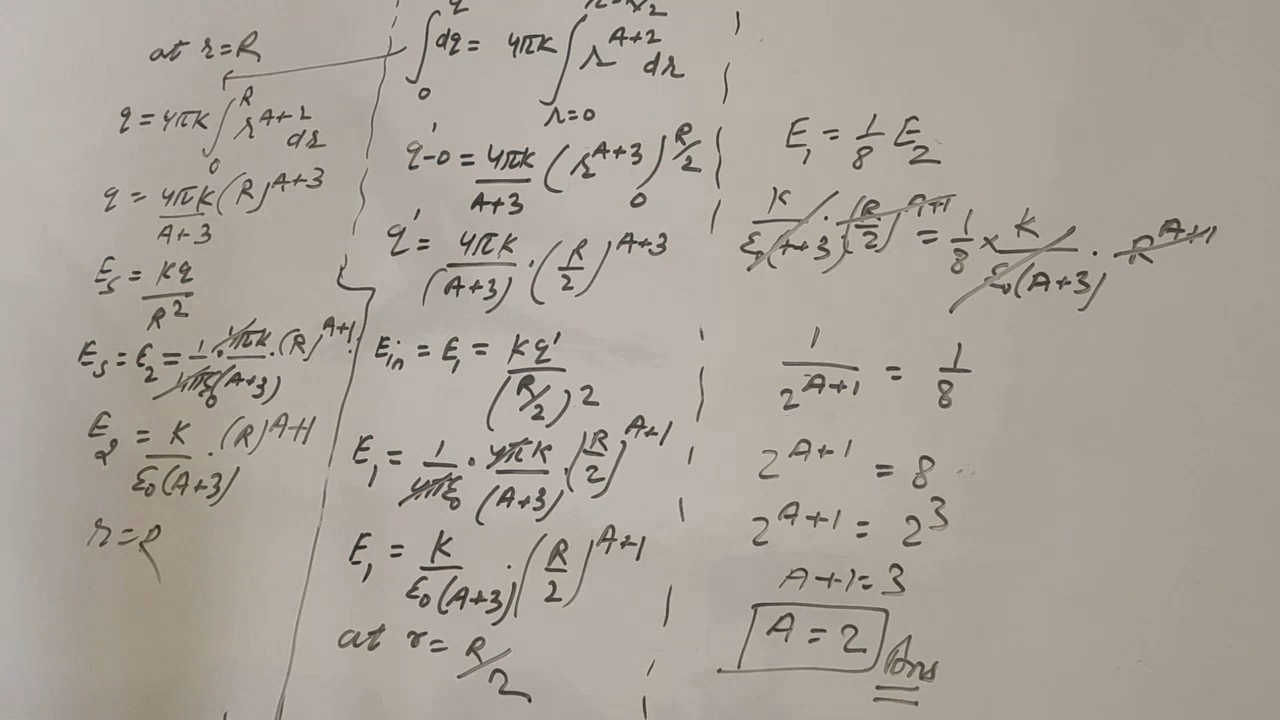 at r=R
q = 4πK ∫₀ᴿ r^(A+2) dr
q = 4πK/(A+3) (R)^(A+3)
Es = Kq/R²
Es = E₂ = 1/(4πε₀) · 4πK/(A+3) · (R)^(A+1)
E₂ = K/(ε₀(A+3)) · (R)^(A+1)
r=R
∫₀ dq = 4πK ∫_(r=0) r^(A+2) dr
q'-0 = 4πK/(A+3) (r^(A+3))₀^(R/2)
q' = 4πK/(A+3) · (R/2)^(A+3)
Ein = E₁ = Kq'/(R/2)²
E₁ = 1/(4πε₀) · 4πK/(A+3) · (R/2)^(A+1)
E₁ = K/(ε₀(A+3)) · (R/2)^(A+1)
at r = R/2
E₁ = 1/8 E₂
K/(ε₀(A+3)) · (R/2)^(A+1) = 1/8 × K/(ε₀(A+3)) · R^(A+1)
1/2^(A+1) = 1/8
2^(A+1) = 8
2^(A+1) = 2³
A+1=3
A = 2 Ans